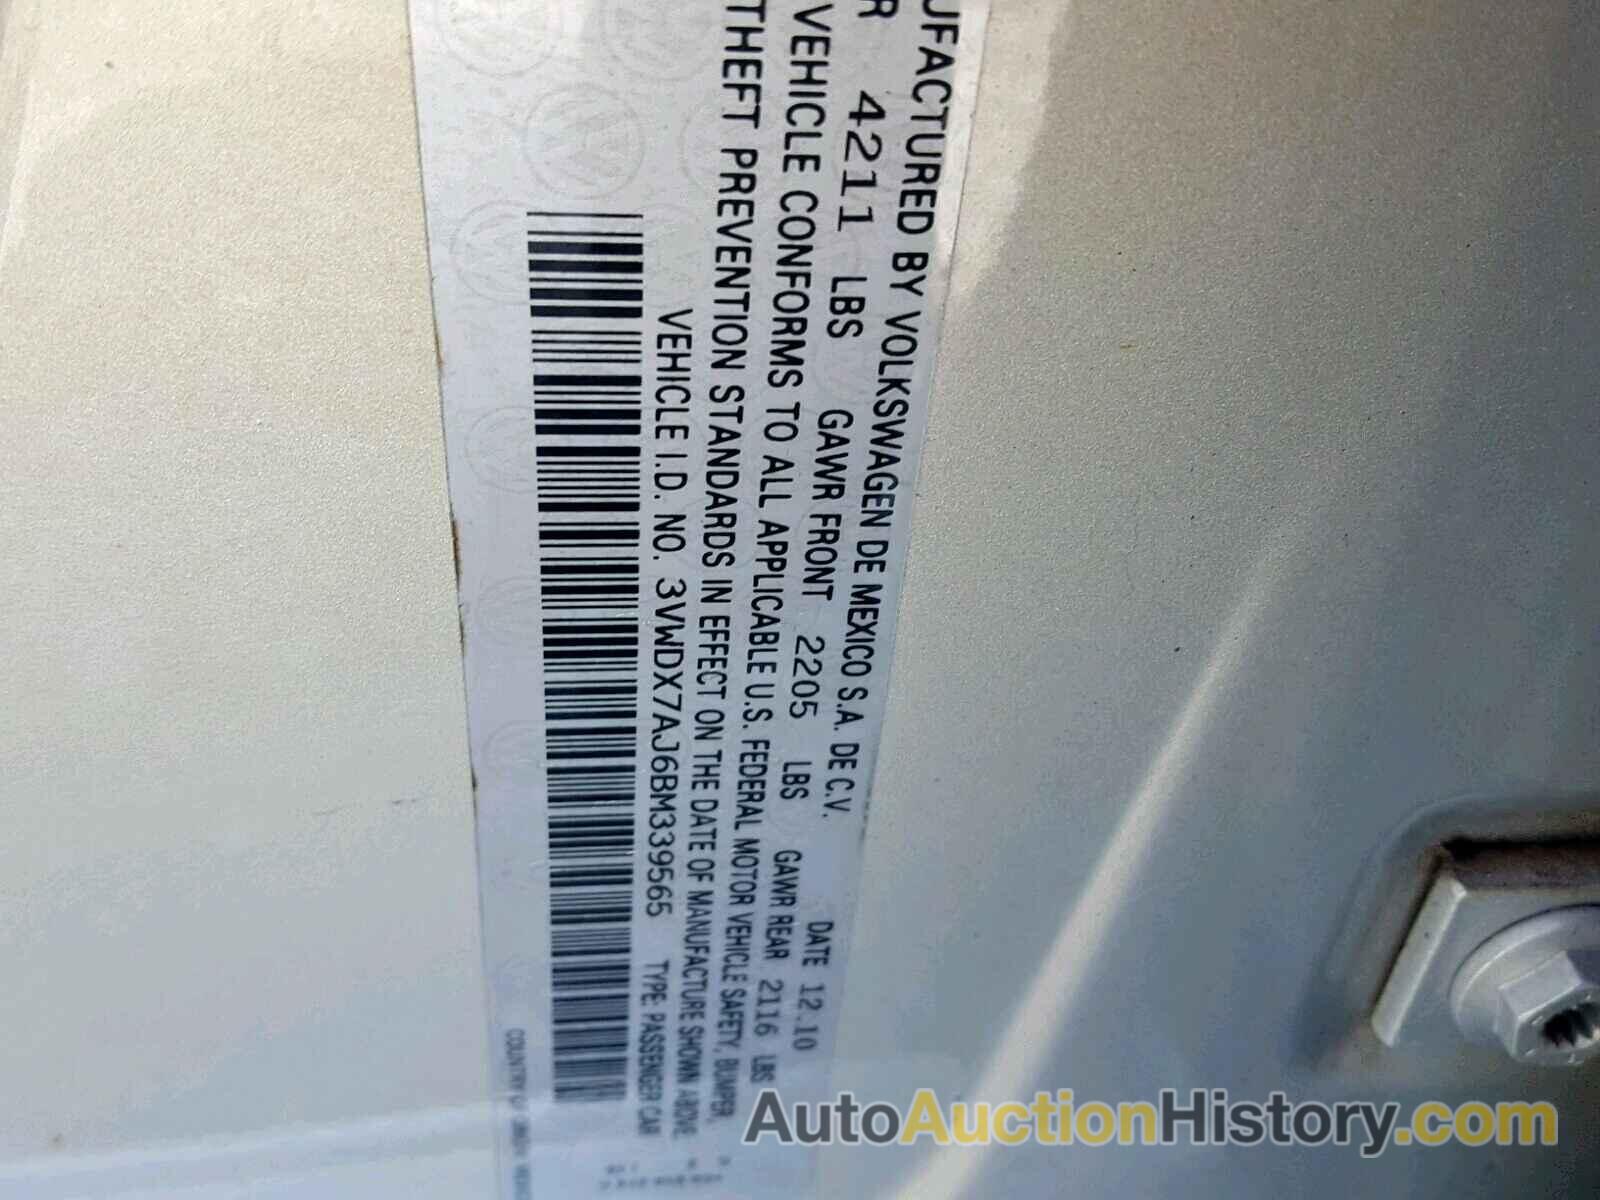 UFACTURED BY VOLKSWAGEN DE MEXICO S.A. DE C.V. DATE 12.10
R 4211 LBS GAWR FRONT 2205 LBS GAWR REAR 2116 LBS
VEHICLE CONFORMS TO ALL APPLICABLE U.S. FEDERAL MOTOR VEHICLE SAFETY, BUMPER,
THEFT PREVENTION STANDARDS IN EFFECT ON THE DATE OF MANUFACTURE SHOWN ABOVE
VEHICLE I.D. NO. 3VWDX7AJ6BM339565 TYPE: PASSENGER CAR
COUNTRY OF
AutoAuctionHistory.com